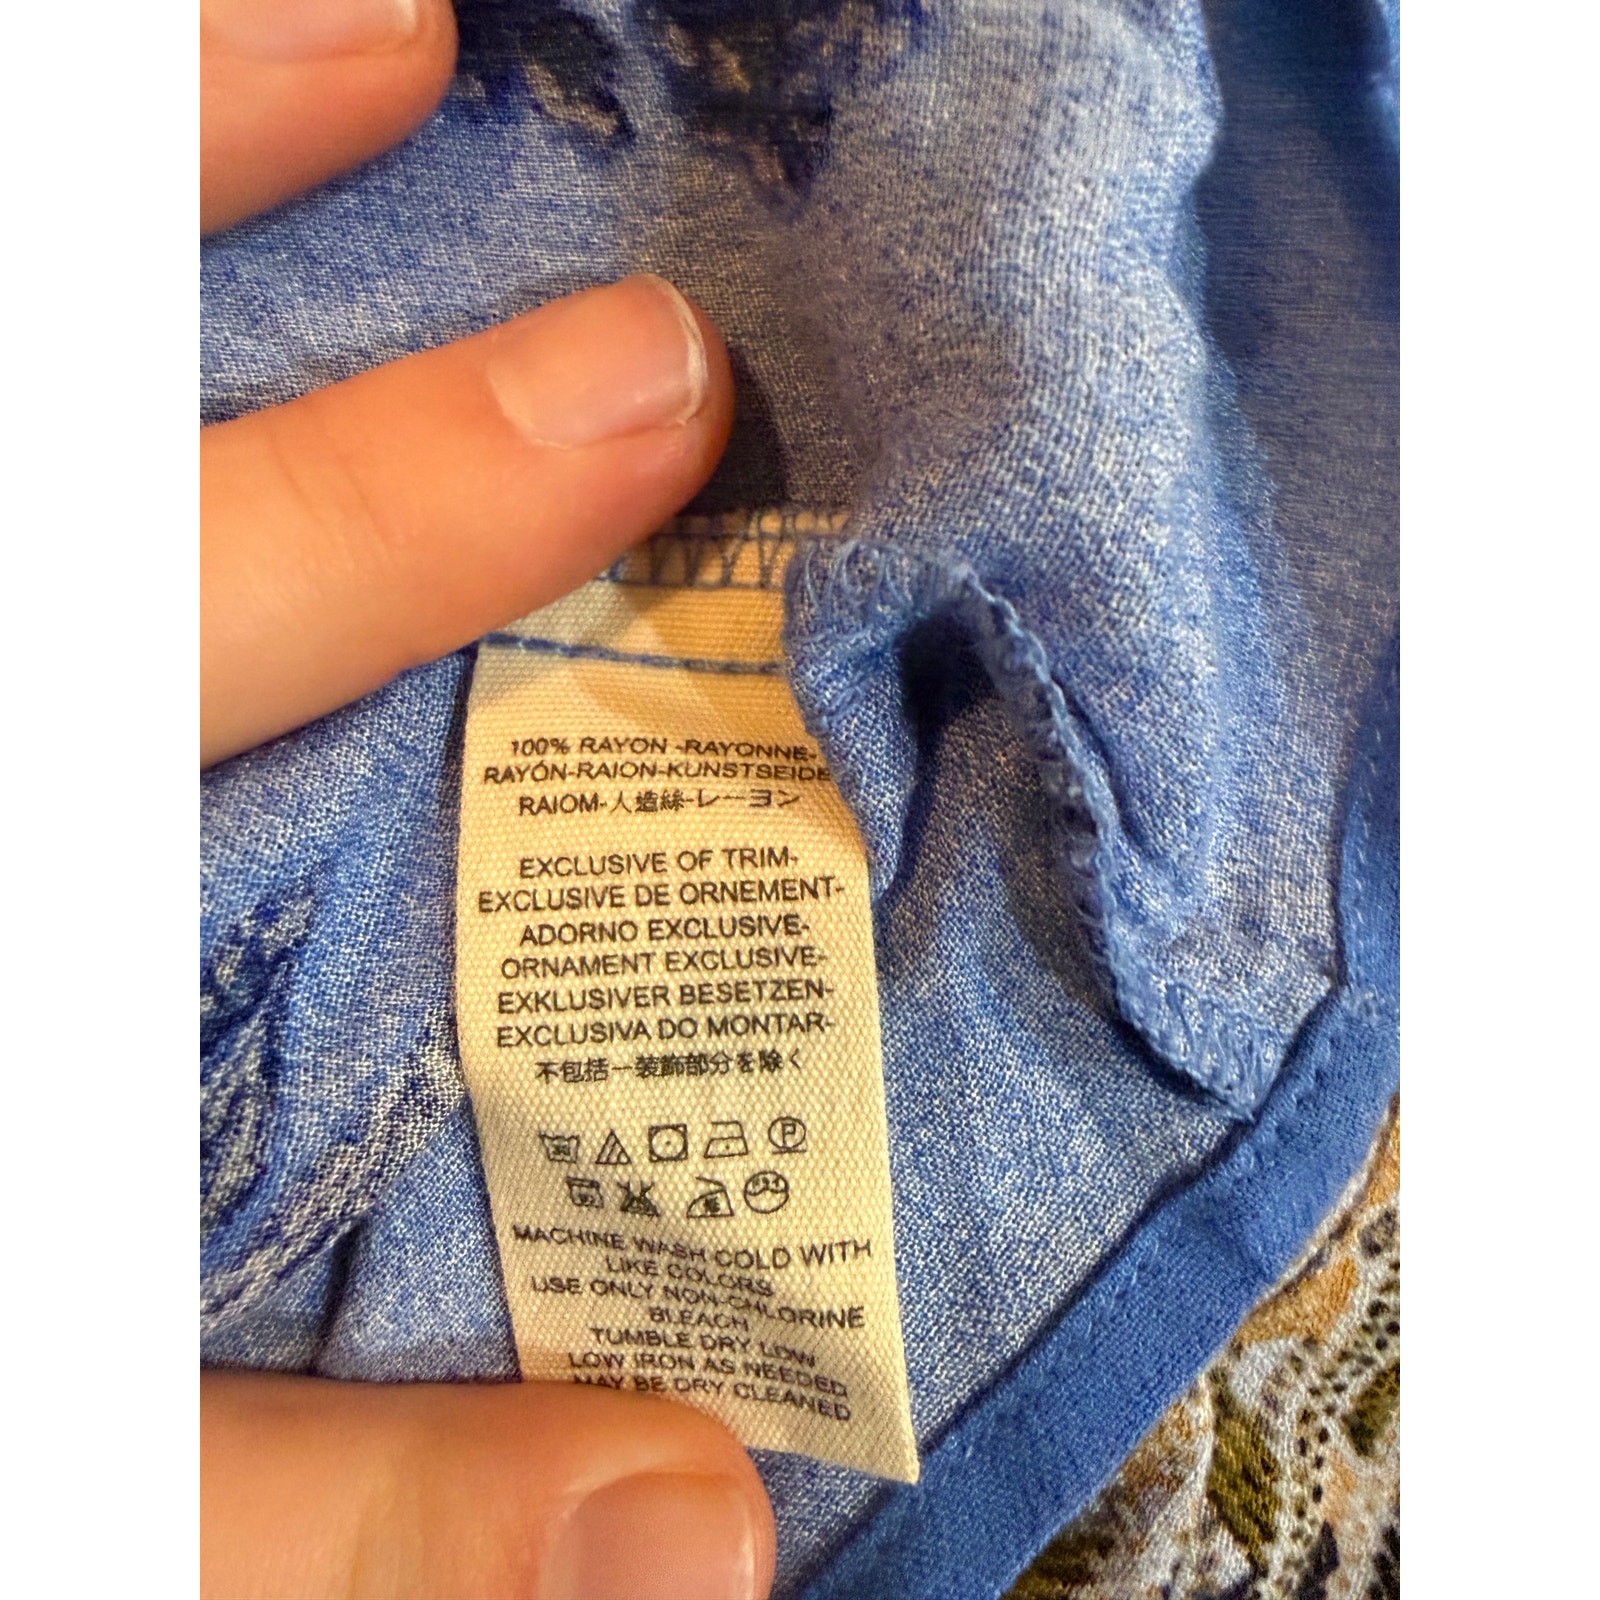 100% RAYON -RAYONNE-
RAYÓN-RAION-KUNSTSEIDE
RAIOM-人造絲-レーヨン
EXCLUSIVE OF TRIM-
EXCLUSIVE DE ORNEMENT-
ADORNO EXCLUSIVE-
ORNAMENT EXCLUSIVE-
EXKLUSIVER BESETZEN-
EXCLUSIVA DO MONTAR-
不包括一装飾部分を除く
30 P
MACHINE WASH COLD WITH
LIKE COLORS
USE ONLY NON-CHLORINE
BLEACH
TUMBLE DRY LOW
LOW IRON AS NEEDED
MAY BE DRY CLEANED